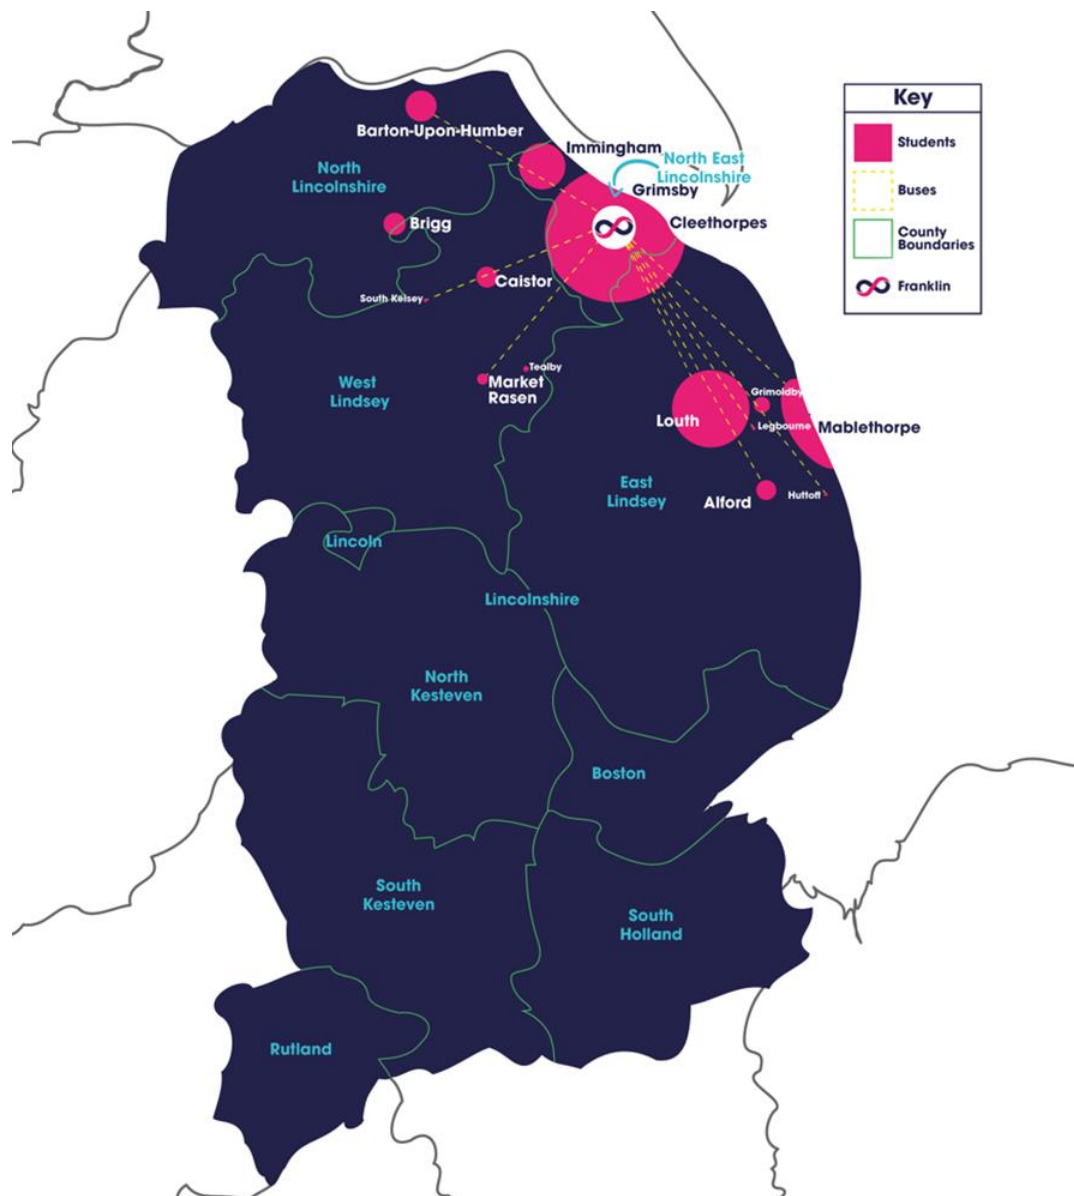 Key
Students
Buses
County
Boundaries
Franklin
Barton-Upon-Humber
Immingham
North East
Lincolnshire
Grimsby
Cleethorpes
North
Lincolnshire
Brigg
Caistor
South Kelsey
Tealby
Market
Rasen
West
Lindsey
Louth
Grimoldby
Legbourne
Mablethorpe
East
Lindsey
Alford
Huttoft
Lincoln
Lincolnshire
North
Kesteven
Boston
South
Kesteven
South
Holland
Rutland